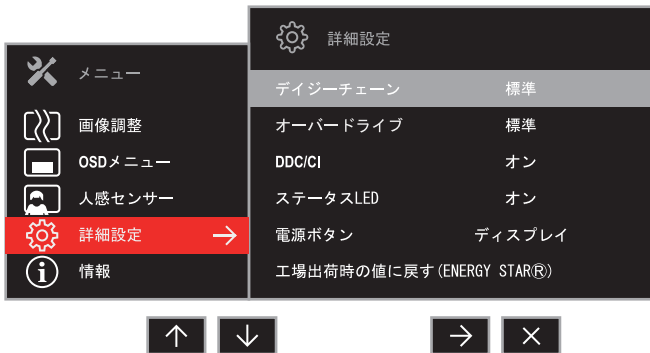 メニュー
画像調整
OSDメニュー
人感センサー
詳細設定
情報
詳細設定
デイジーチェーン 標準
オーバードライブ 標準
DDC/CI オン
ステータスLED オン
電源ボタン ディスプレイ
工場出荷時の値に戻す(ENERGY STAR®)